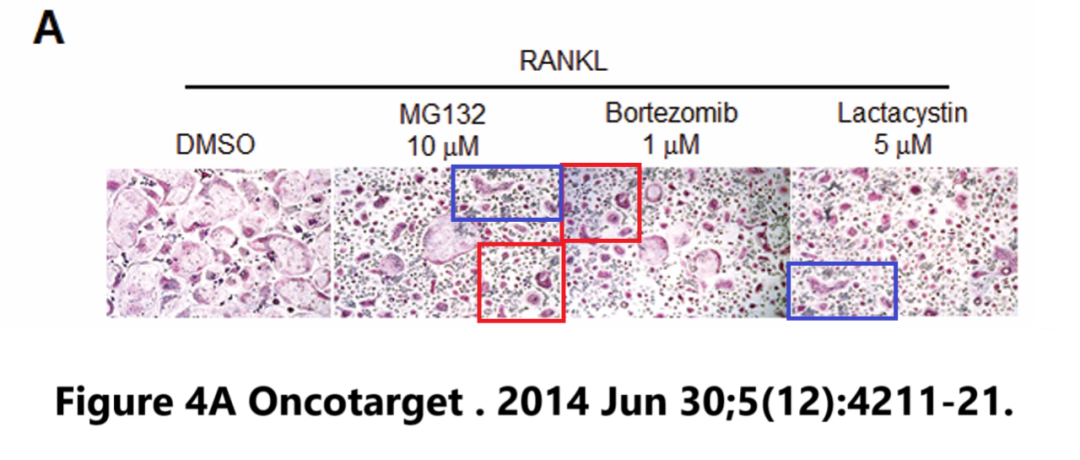 A
RANKL
DMSO
MG132
10 μM
Bortezomib
1 μM
Lactacystin
5 μM
Figure 4A Oncotarget . 2014 Jun 30;5(12):4211-21.